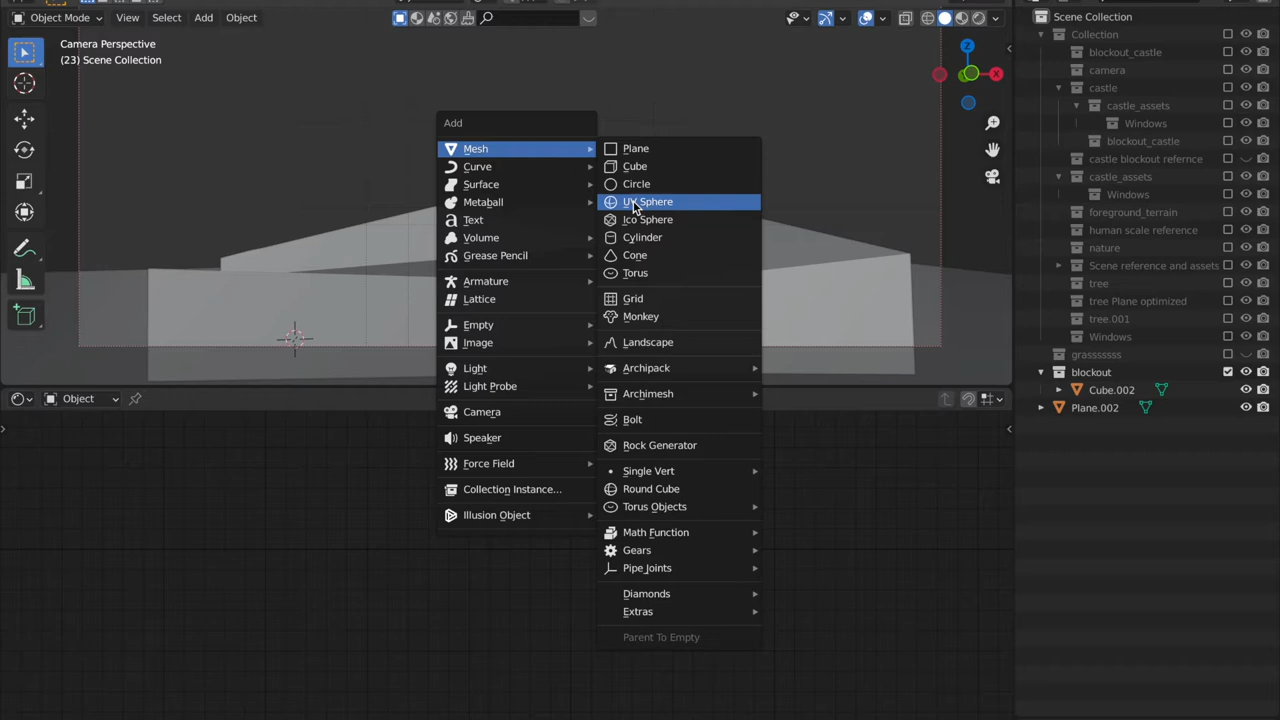 Object Mode
View
Select
Add
Object
Camera Perspective
(23) Scene Collection
X
Z
Add
Mesh
Curve
Surface
Metaball
Text
Volume
Grease Pencil
Armature
Lattice
Empty
Image
Light
Light Probe
Camera
Speaker
Force Field
Collection Instance...
Illusion Object
Plane
Cube
Circle
UV Sphere
Ico Sphere
Cylinder
Cone
Torus
Grid
Monkey
Landscape
Archipack
Archimesh
Bolt
Rock Generator
Single Vert
Round Cube
Torus Objects
Math Function
Gears
Pipe Joints
Diamonds
Extras
Parent To Empty
Object
Scene Collection
Collection
blockout_castle
camera
castle
castle_assets
Windows
blockout_castle
castle blockout refernce
castle_assets
Windows
foreground_terrain
human scale reference
nature
Scene reference and assets
tree
tree Plane optimized
tree.001
Windows
grasssssss
blockout
Cube.002
Plane.002